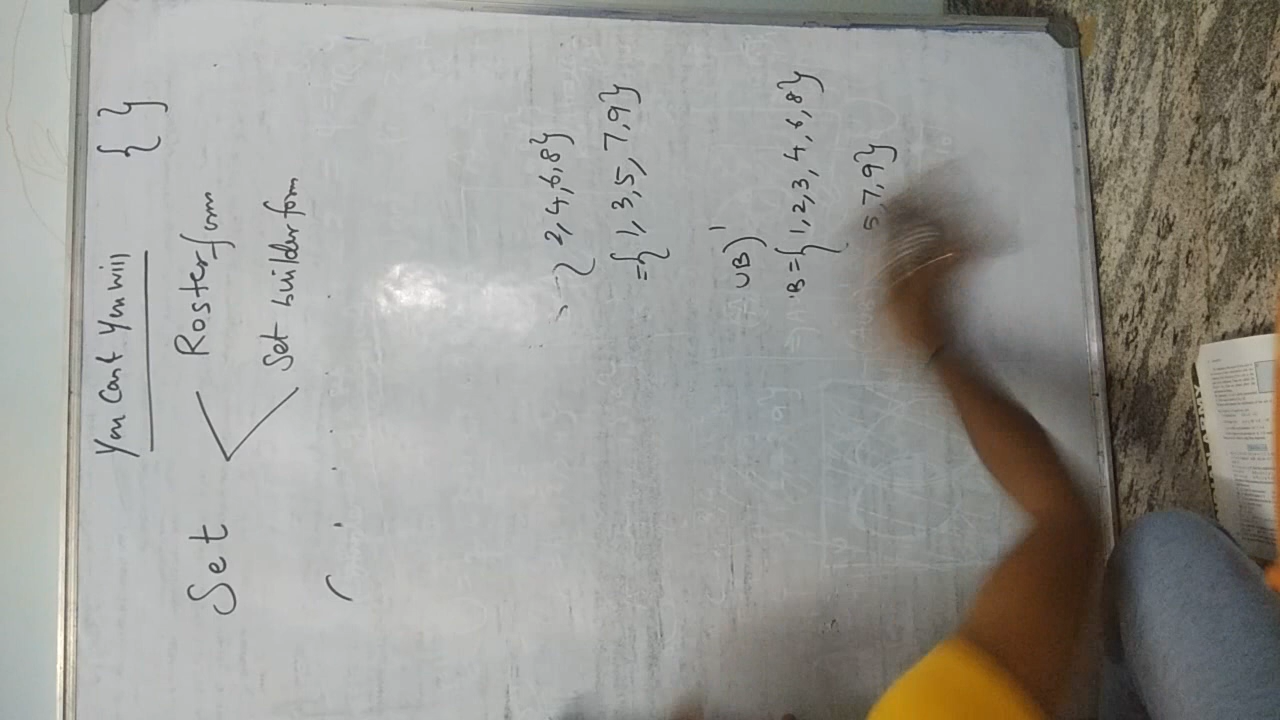 You Can & You will { }
Set
Roster form
Set builder form
= { 2, 4, 6, 8}
= {1, 3, 5, 7, 9}
∪B)'
B = {1, 2, 3, 4, 6, 8}
5, 7, 9}